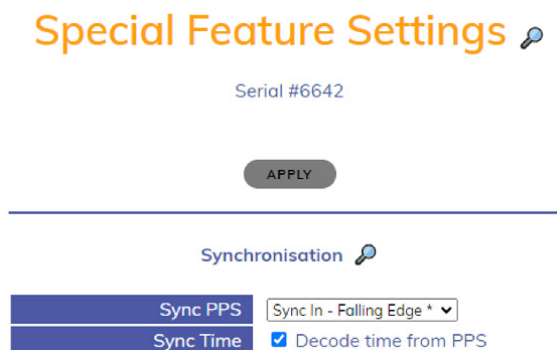 Special Feature Settings
Serial #6642
APPLY
Synchronisation
Sync PPS Sync In - Falling Edge *
Sync Time Decode time from PPS